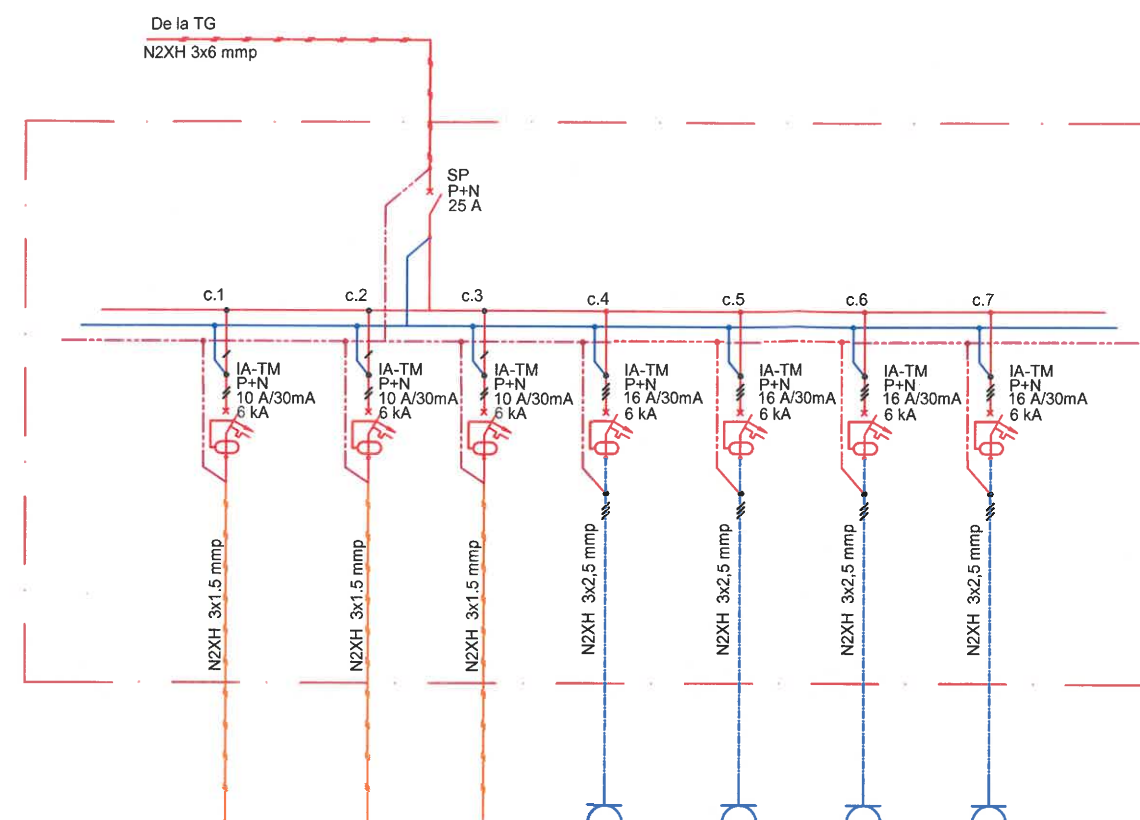 De la TG
N2XH 3x6 mmp
SP
P+N
25 A
c.1
c.2
c.3
c.4
c.5
c.6
c.7
IA-TM
P+N
10 A/30mA
6 kA
IA-TM
P+N
10 A/30mA
6 kA
IA-TM
P+N
10 A/30mA
6 kA
IA-TM
P+N
16 A/30mA
6 kA
IA-TM
P+N
16 A/30mA
6 kA
IA-TM
P+N
16 A/30mA
6 kA
IA-TM
P+N
16 A/30mA
6 kA
N2XH 3x1.5 mmp
N2XH 3x1.5 mmp
N2XH 3x1.5 mmp
N2XH 3x2,5 mmp
N2XH 3x2,5 mmp
N2XH 3x2,5 mmp
N2XH 3x2,5 mmp